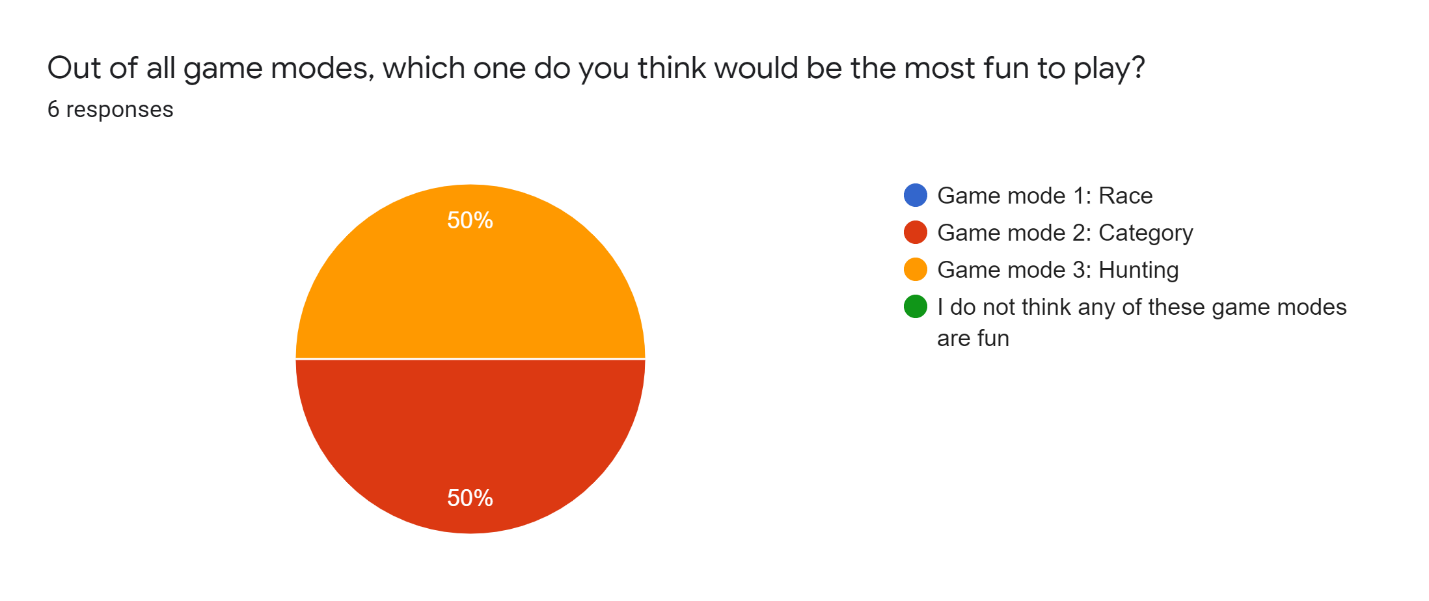 Out of all game modes, which one do you think would be the most fun to play?
6 responses
50%
50%
Game mode 1: Race
Game mode 2: Category
Game mode 3: Hunting
I do not think any of these game modes
are fun